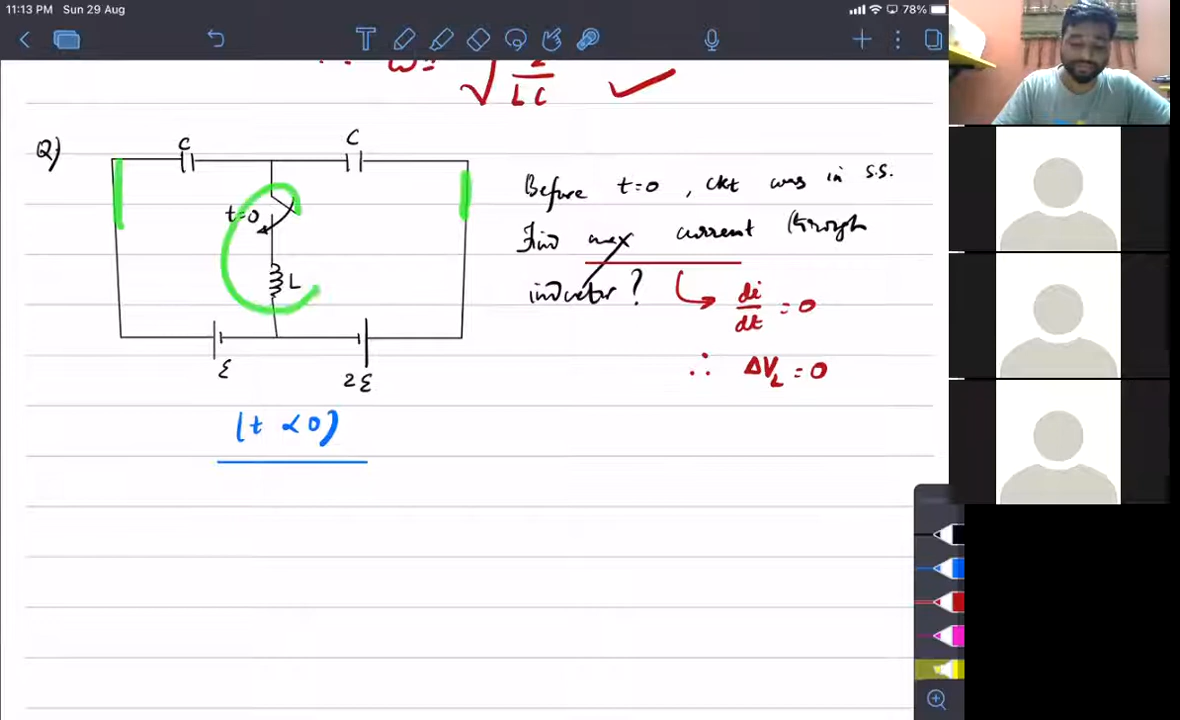 11:13 PM Sun 29 Aug
78%
∴ ω = √(2/LC) ✓
Q)
C
C
Before t=0, ckt was in s.s.
Find max current through
inductor?
t=0
L
di/dt = 0
∴ ΔV_L = 0
ε
2ε
(t < 0)